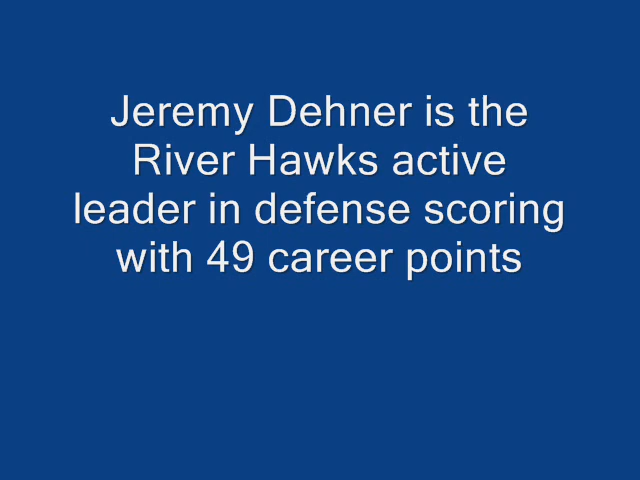 Jeremy Dehner is the
River Hawks active
leader in defense scoring
with 49 career points